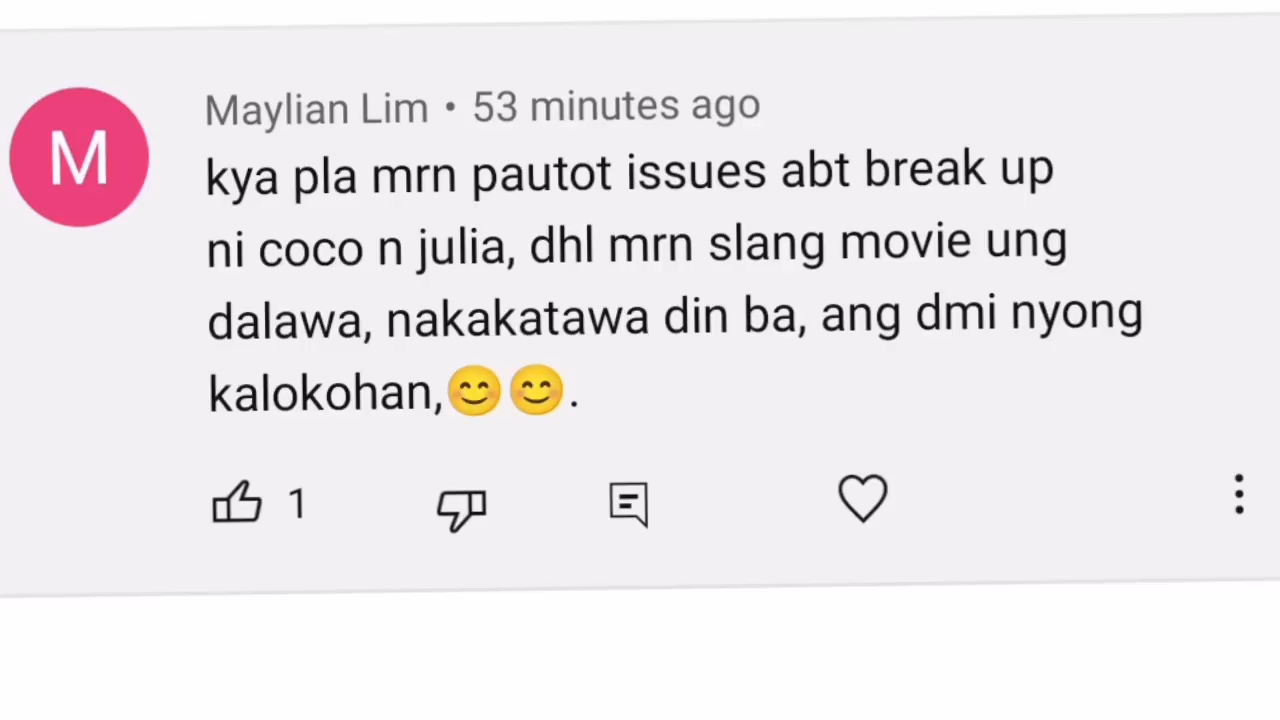 M
Maylian Lim • 53 minutes ago
kya pla mrn pautot issues abt break up
ni coco n julia, dhl mrn slang movie ung
dalawa, nakakatawa din ba, ang dmi nyong
kalokohan,😊😊.
1